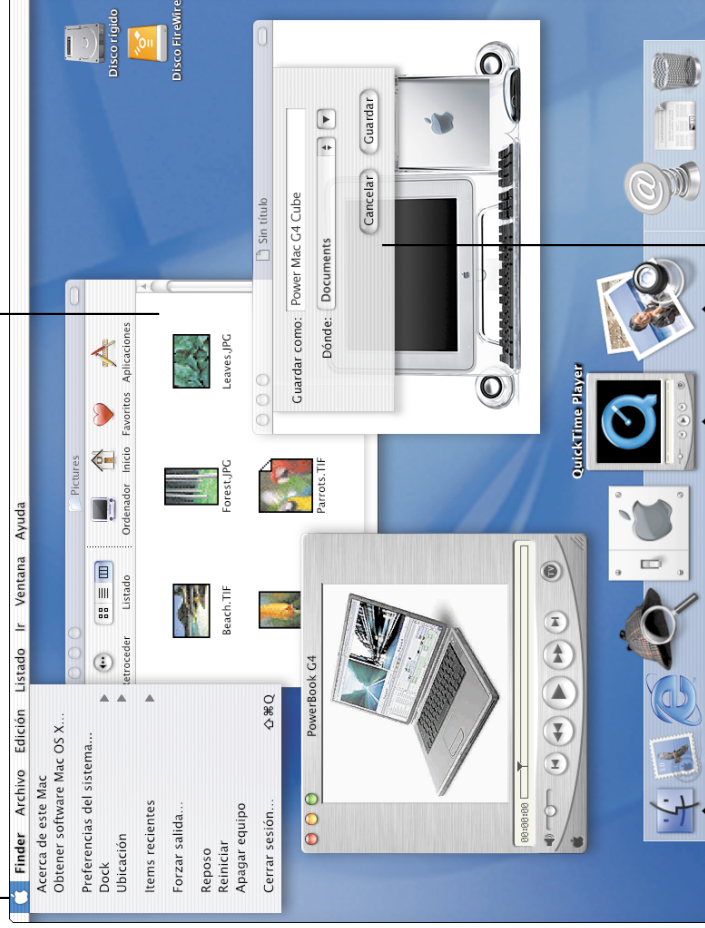 Finder Archivo Edición Listado Ir Ventana Ayuda
Acerca de este Mac
Obtener software Mac OS X...
Preferencias del sistema...
Dock
Ubicación
Items recientes
Forzar salida...
Reposo
Reiniciar
Apagar equipo
Cerrar sesión... ⇧⌘Q
Pictures
Retroceder Listado Ordenador Inicio Favoritos Aplicaciones
Beach.TIF
Forest.JPG
Leaves.JPG
Parrots.TIF
Disco rígido
Disco FireWire
Sin título
Guardar como: Power Mac G4 Cube
Dónde: Documents
Cancelar Guardar
PowerBook G4
00:00:00
TV
QuickTime Player
@